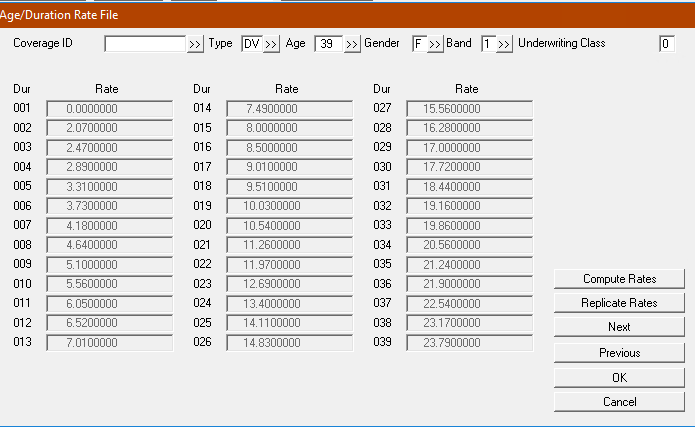 Age/Duration Rate File
Coverage ID >> Type DV >> Age 39 >> Gender F >> Band 1 >> Underwriting Class 0
Dur Rate Dur Rate Dur Rate
001 0.0000000 014 7.4900000 027 15.5600000
002 2.0700000 015 8.0000000 028 16.2800000
003 2.4700000 016 8.5000000 029 17.0000000
004 2.8900000 017 9.0100000 030 17.7200000
005 3.3100000 018 9.5100000 031 18.4400000
006 3.7300000 019 10.0300000 032 19.1600000
007 4.1800000 020 10.5400000 033 19.8600000
008 4.6400000 021 11.2600000 034 20.5600000
009 5.1000000 022 11.9700000 035 21.2400000
010 5.5600000 023 12.6900000 036 21.9000000
011 6.0500000 024 13.4000000 037 22.5400000
012 6.5200000 025 14.1100000 038 23.1700000
013 7.0100000 026 14.8300000 039 23.7900000
Compute Rates
Replicate Rates
Next
Previous
OK
Cancel